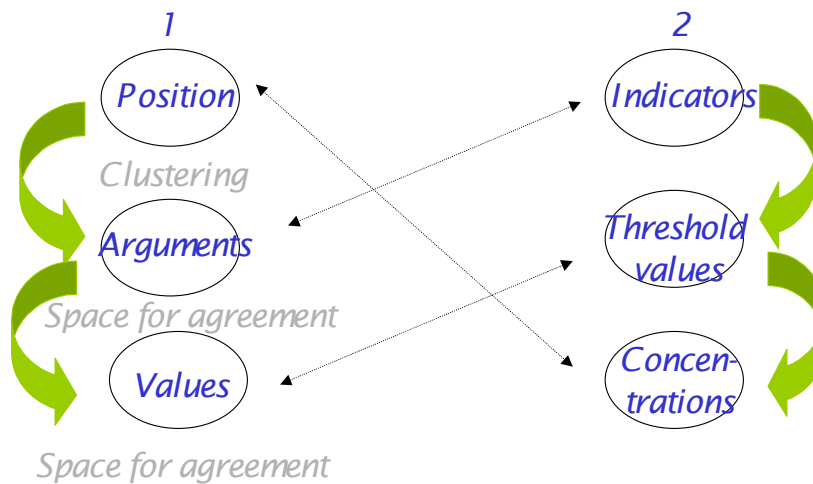 1
2
Position
Indicators
Clustering
Arguments
Threshold
values
Space for agreement
Values
Concen-
trations
Space for agreement